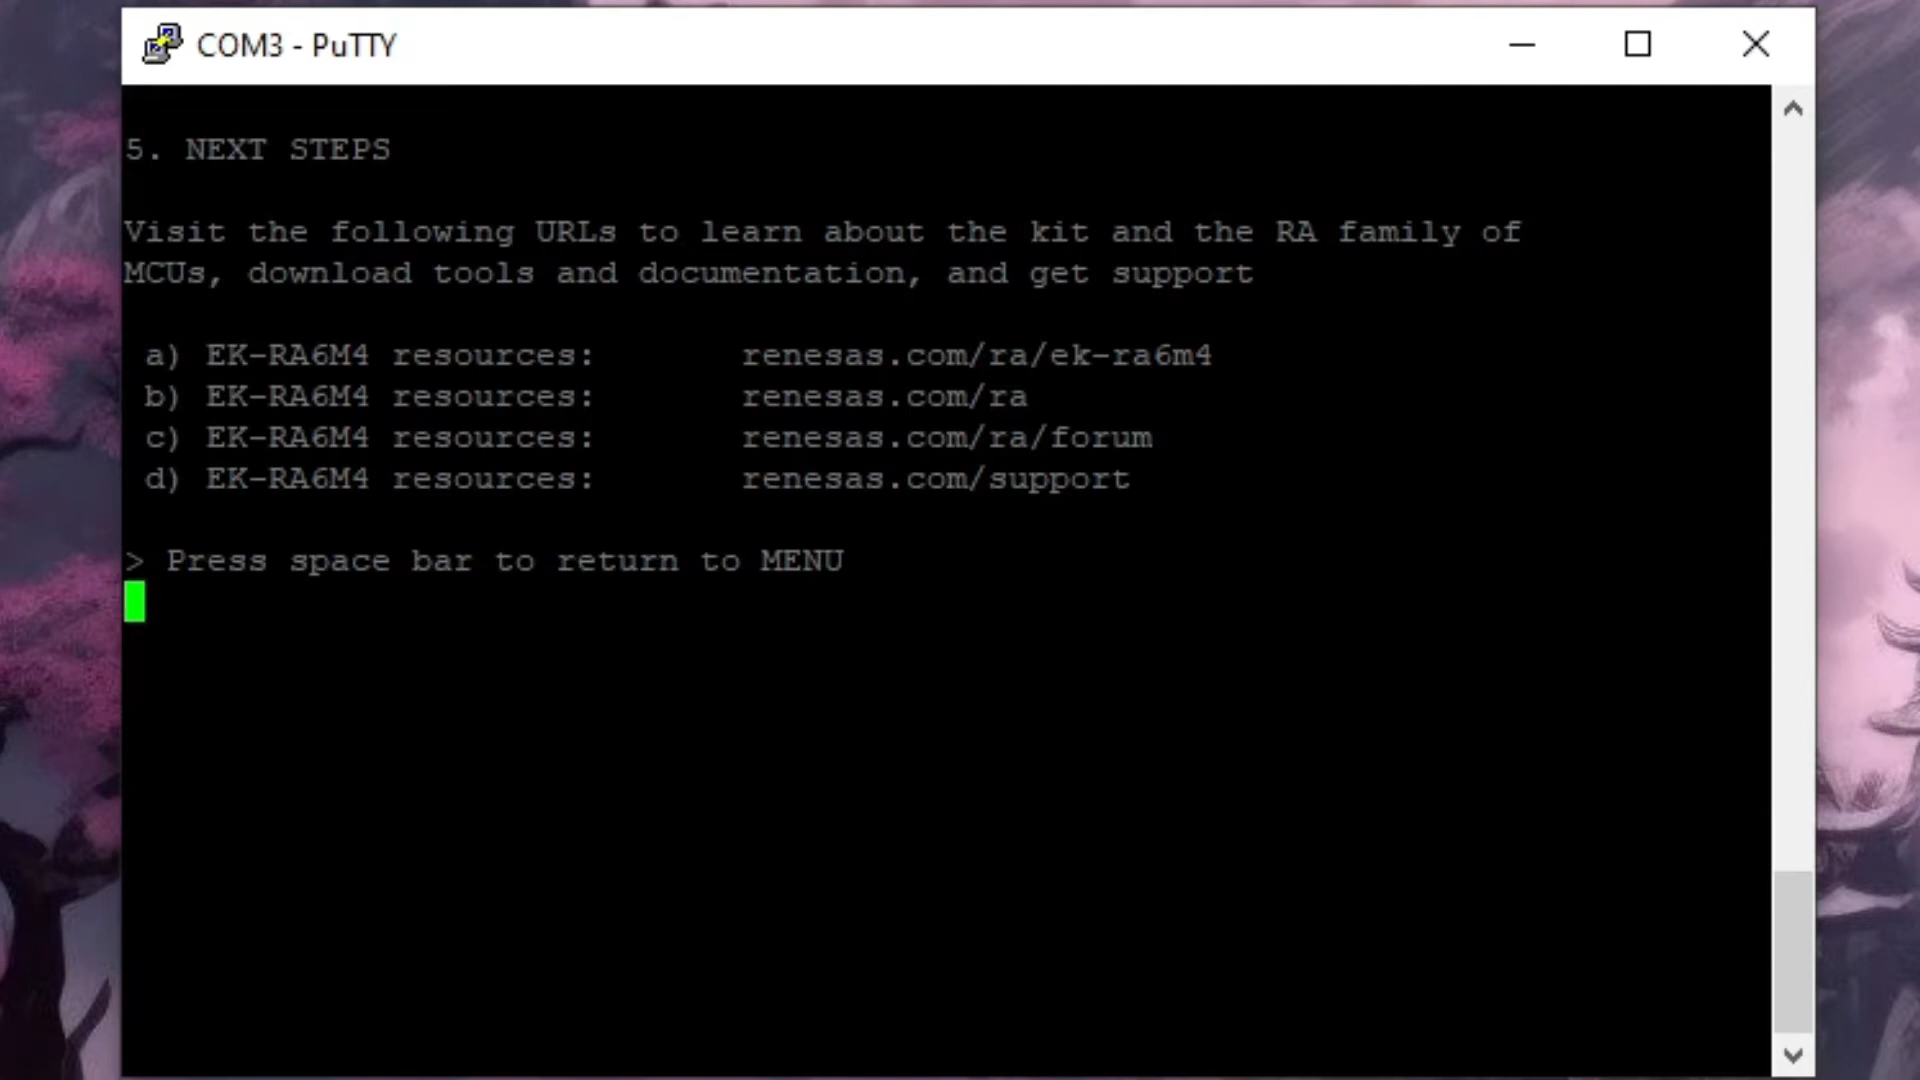 COM3 - PuTTY
5. NEXT STEPS
Visit the following URLs to learn about the kit and the RA family of
MCUs, download tools and documentation, and get support
a) EK-RA6M4 resources: renesas.com/ra/ek-ra6m4
b) EK-RA6M4 resources: renesas.com/ra
c) EK-RA6M4 resources: renesas.com/ra/forum
d) EK-RA6M4 resources: renesas.com/support
> Press space bar to return to MENU